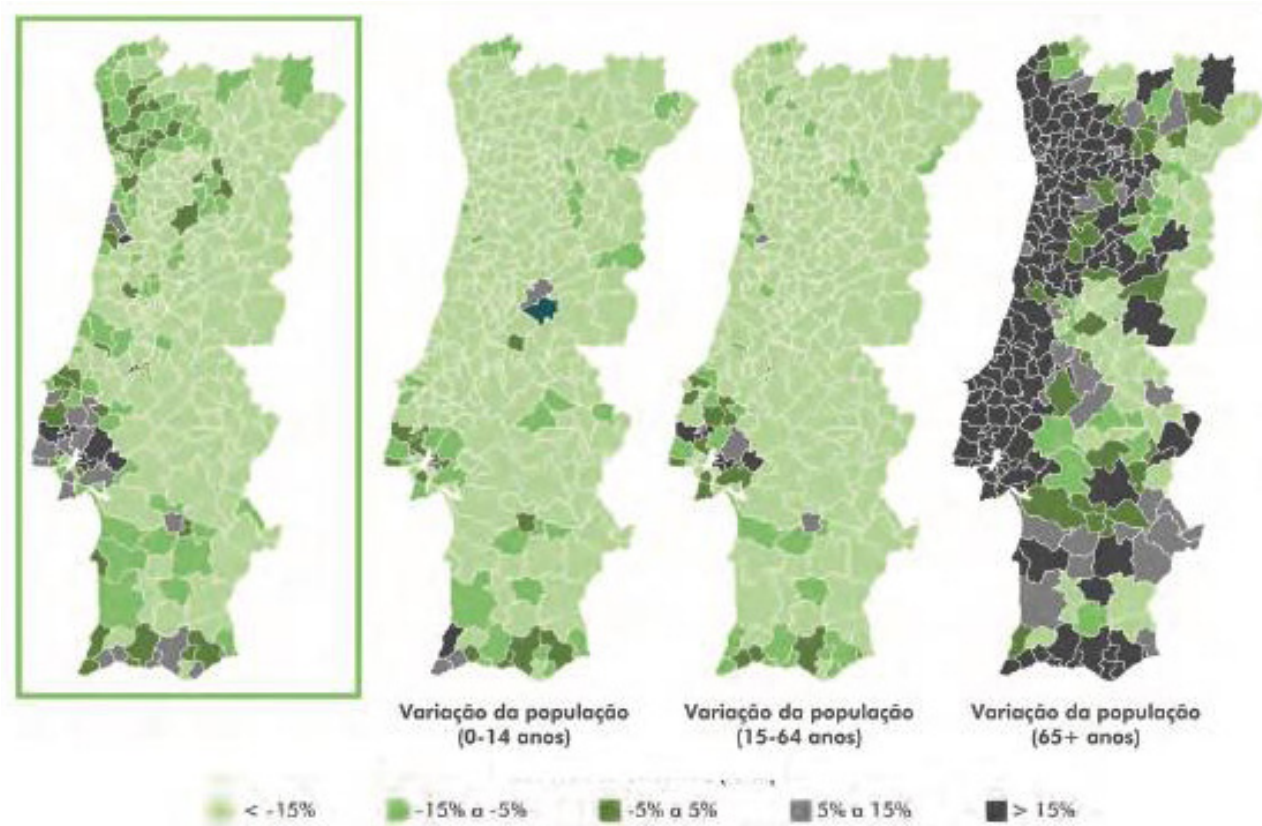 Variação da população
(0-14 anos)
Variação da população
(15-64 anos)
Variação da população
(65+ anos)
< -15%
-15% a -5%
-5% a 5%
5% a 15%
> 15%